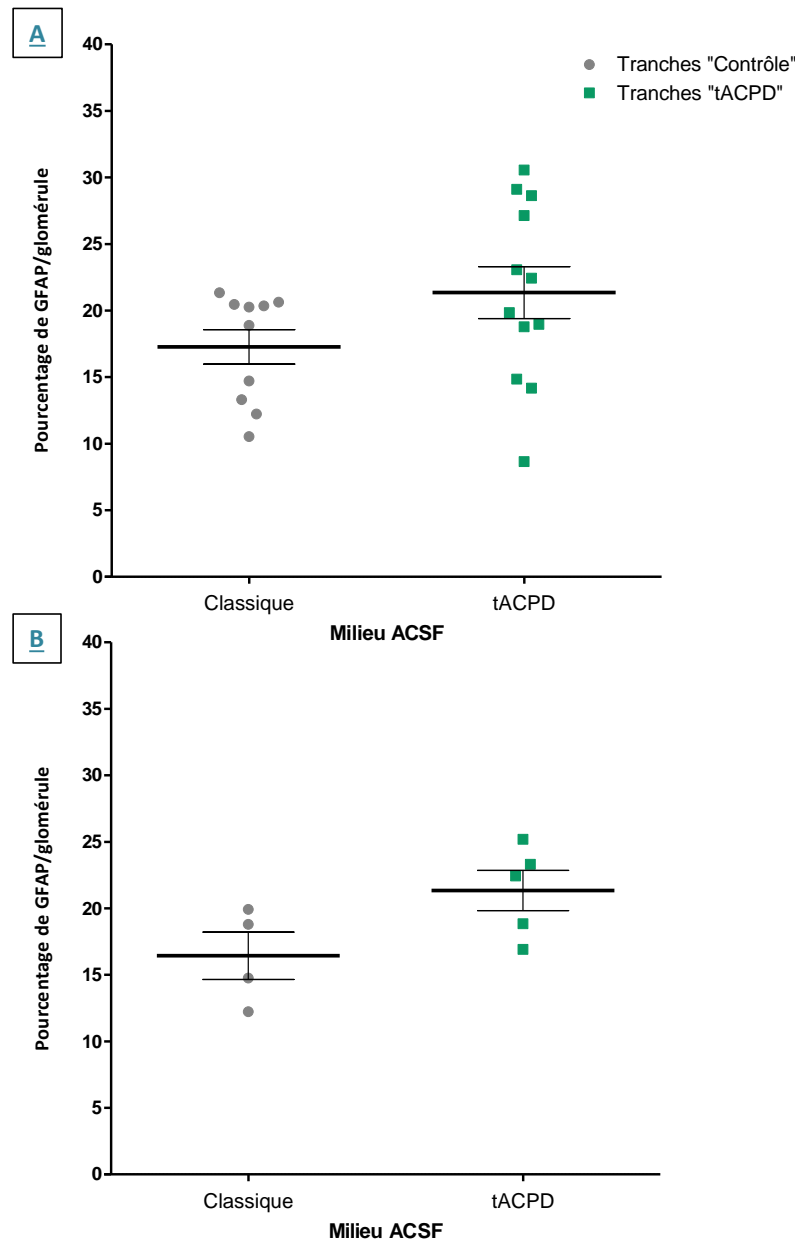 A
40
35
30
25
20
15
10
5
0
Pourcentage de GFAP/glomérule
Tranches "Contrôle"
Tranches "tACPD"
Classique tACPD
Milieu ACSF
B
40
35
30
25
20
15
10
5
0
Pourcentage de GFAP/glomérule
Classique tACPD
Milieu ACSF